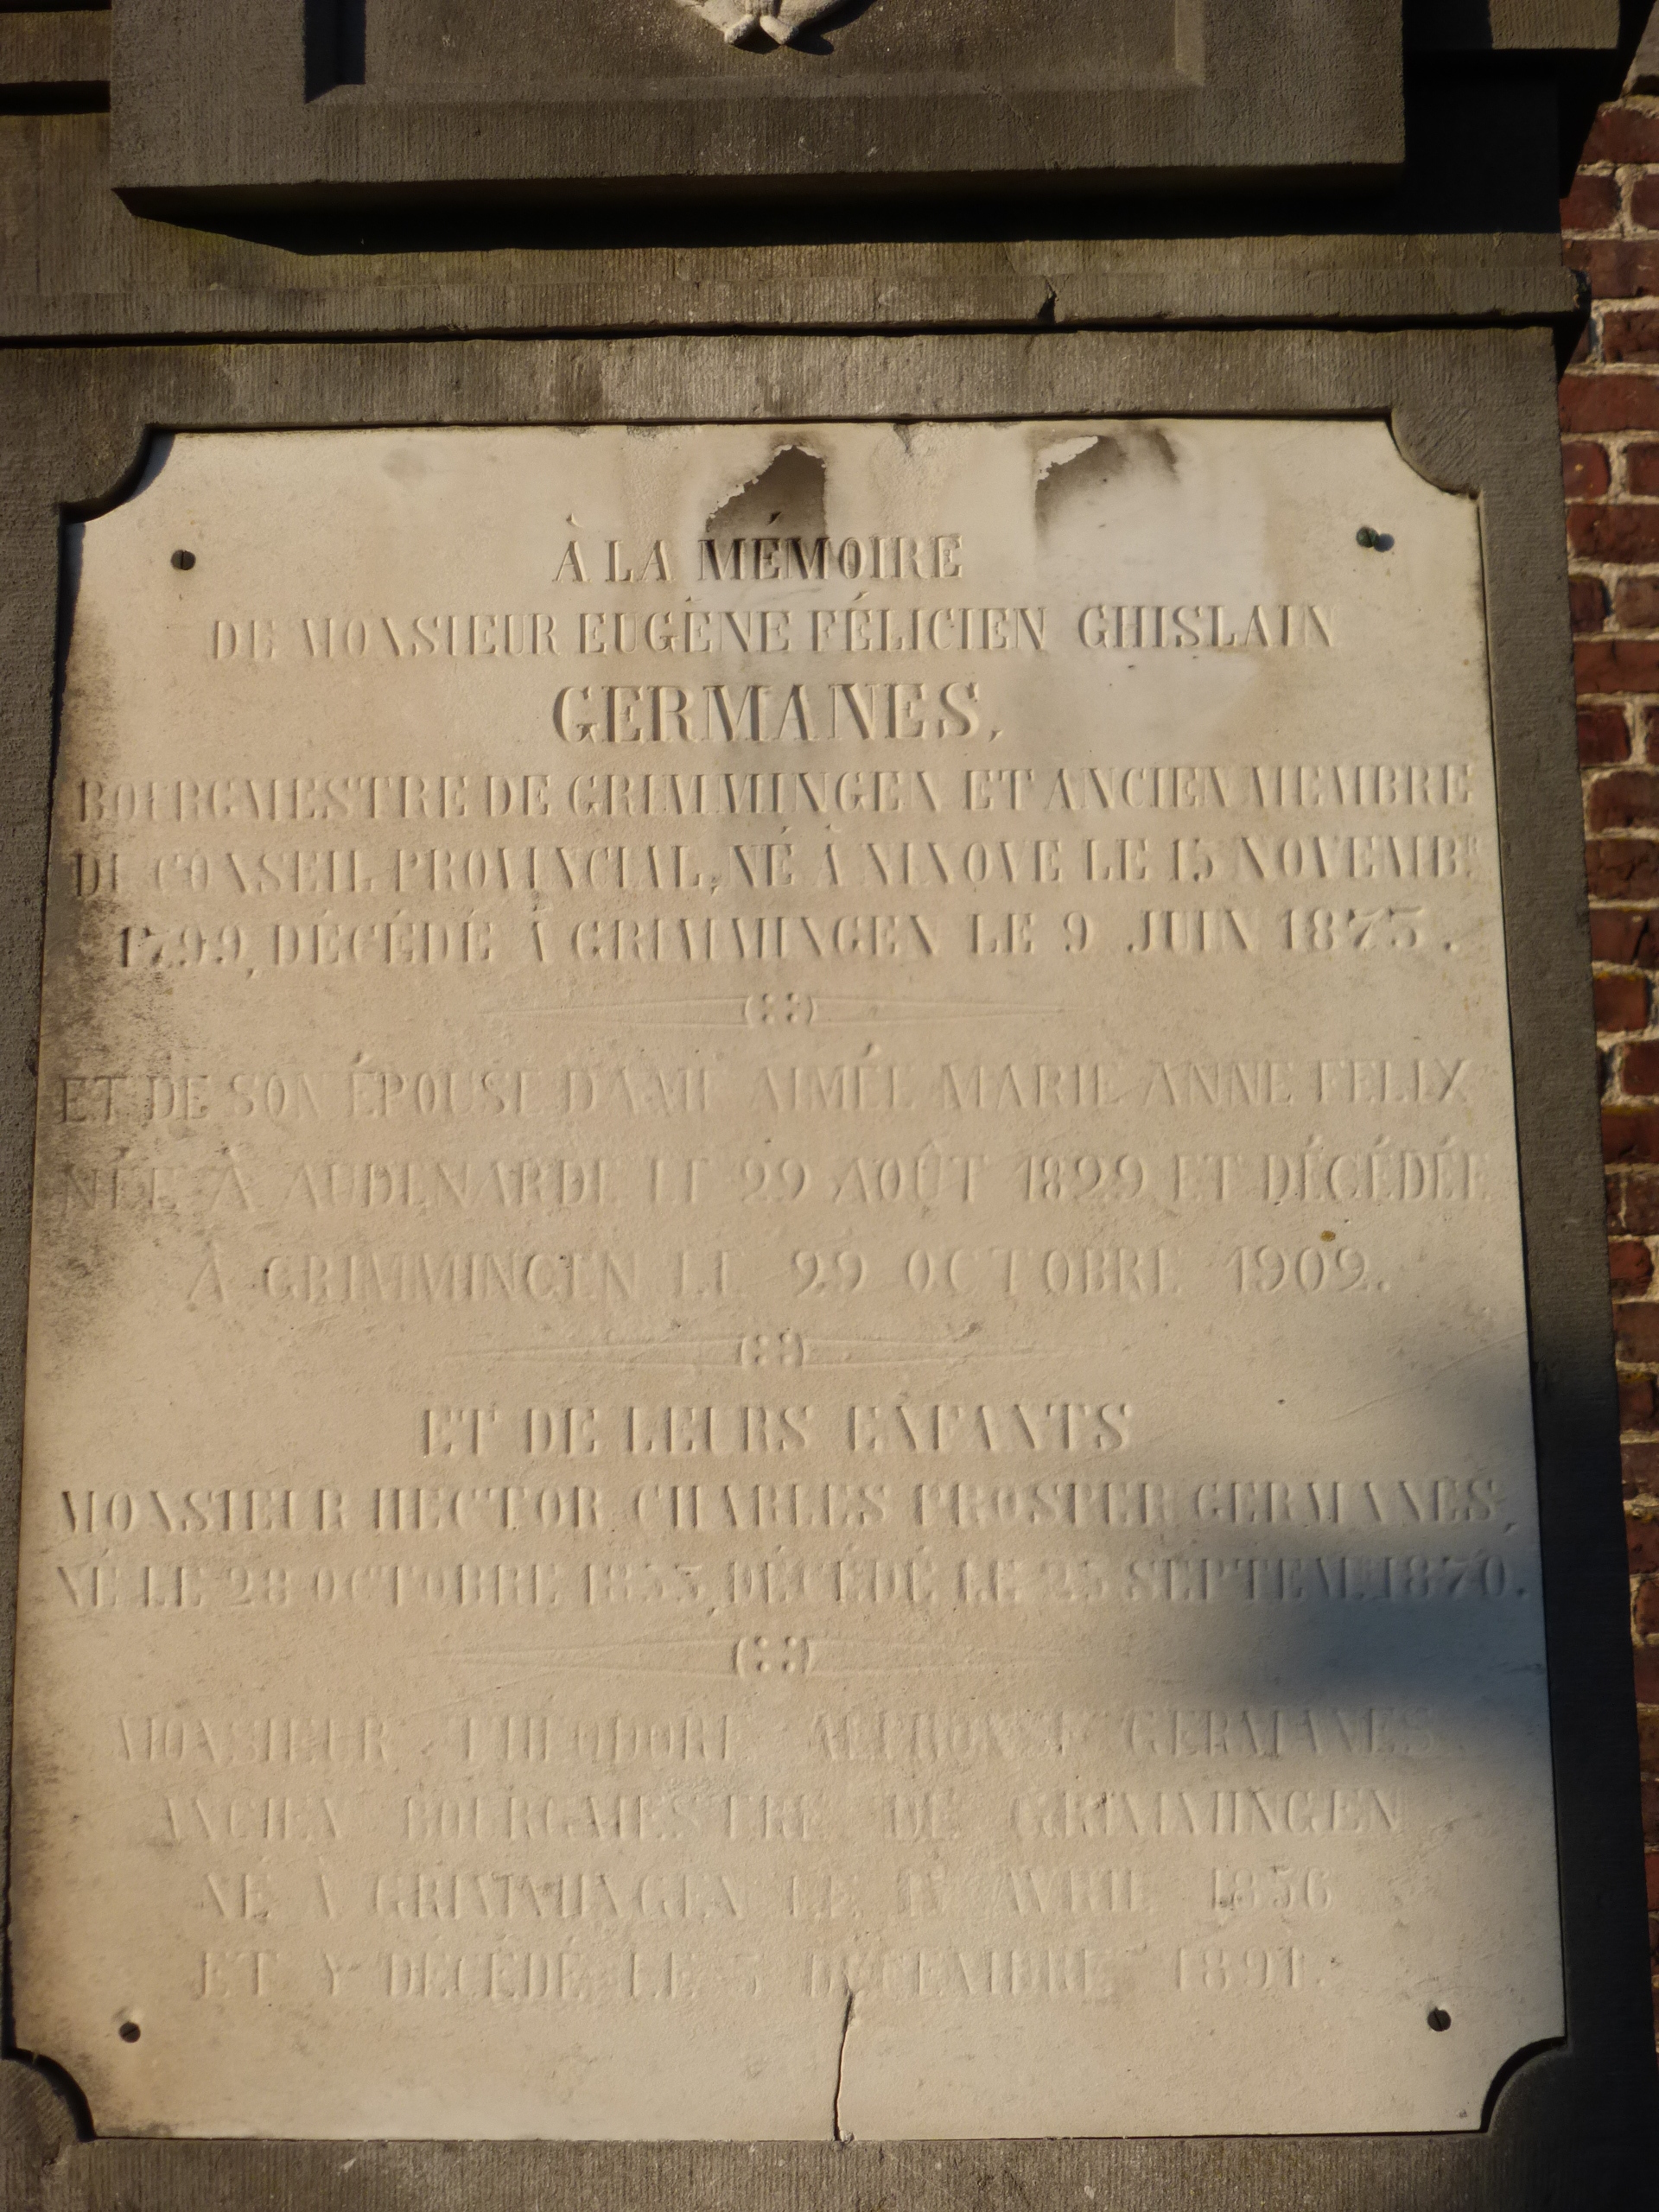 À LA MÉMOIRE
DE MONSIEUR EUGÈNE FÉLICIEN GHISLAIN
GERMANES,
BOURGMESTRE DE GRIMMINGEN ET ANCIEN MEMBRE
DU CONSEIL PROVINCIAL, NÉ À NINOVE LE 15 NOVEMB.
1799, DÉCÉDÉ À GRIMMINGEN LE 9 JUIN 1875.
ET DE SON ÉPOUSE DAME AIMÉE MARIE ANNE FELIX
NÉE À AUDENARDE LE 29 AOÛT 1829 ET DÉCÉDÉE
À GRIMMINGEN LE 29 OCTOBRE 1902.
ET DE LEURS ENFANTS
MONSIEUR HECTOR CHARLES PROSPER GERMANES,
NÉ LE 28 OCTOBRE DÉCÉDÉ LE SEPTEM. 1870.
MONSIEUR THÉODORE ALPHONSE GERMANES
ANCIEN BOURGMESTRE DE GRIMMINGEN
NÉ À GRIMMINGEN LE AVRIL 1856
ET Y DÉCÉDÉ LE DÉCEMBRE 1891.